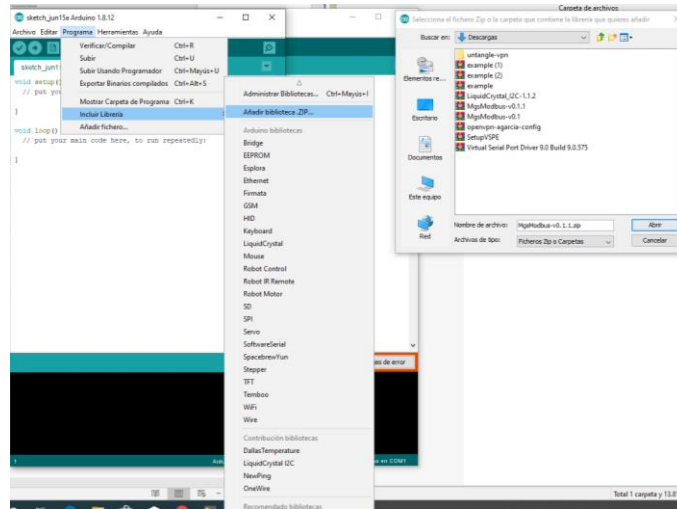 Carpeta de archivos
sketch_jun15a Arduino 1.8.12
Archivo Editar Programa Herramientas Ayuda
Verificar/Compilar Ctrl+R
Subir Ctrl+U
Subir Usando Programador Ctrl+Mayús+U
Exportar Binarios compilados Ctrl+Alt+S
Mostrar Carpeta de Programa Ctrl+K
Incluir Librería
Añadir fichero...
sketch_jun1
void setup()
// put yo
}
void loop()
// put your main code here, to run repeatedly:
}
Administrar Bibliotecas... Ctrl+Mayús+I
Añadir biblioteca .ZIP...
Arduino bibliotecas
Bridge
EEPROM
Esplora
Ethernet
Firmata
GSM
HID
Keyboard
LiquidCrystal
Mouse
Robot Control
Robot IR Remote
Robot Motor
SD
SPI
Servo
SoftwareSerial
SpacebrewYun
Stepper
TFT
Temboo
WiFi
Wire
Contribución bibliotecas
DallasTemperature
LiquidCrystal I2C
NewPing
OneWire
Recomendado bibliotecas
es de error
1
en COM1
Selecciona el fichero Zip o la carpeta que contiene la librería que quieres añadir
Buscar en: Descargas
Elementos re...
Escritorio
Documentos
Este equipo
Red
untangle-vpn
example (1)
example (2)
example
LiquidCrystal_I2C-1.1.2
MgsModbus-v0.1.1
MgsModbus-v0.1
openvpn-agarcia-config
SetupVSPE
Virtual Serial Port Driver 9.0 Build 9.0.575
Nombre de archivo: MgsModbus-v0.1.1.zip Abrir
Archivos de tipo: Ficheros Zip o Carpetas Cancelar
Total 1 carpeta y 13.8